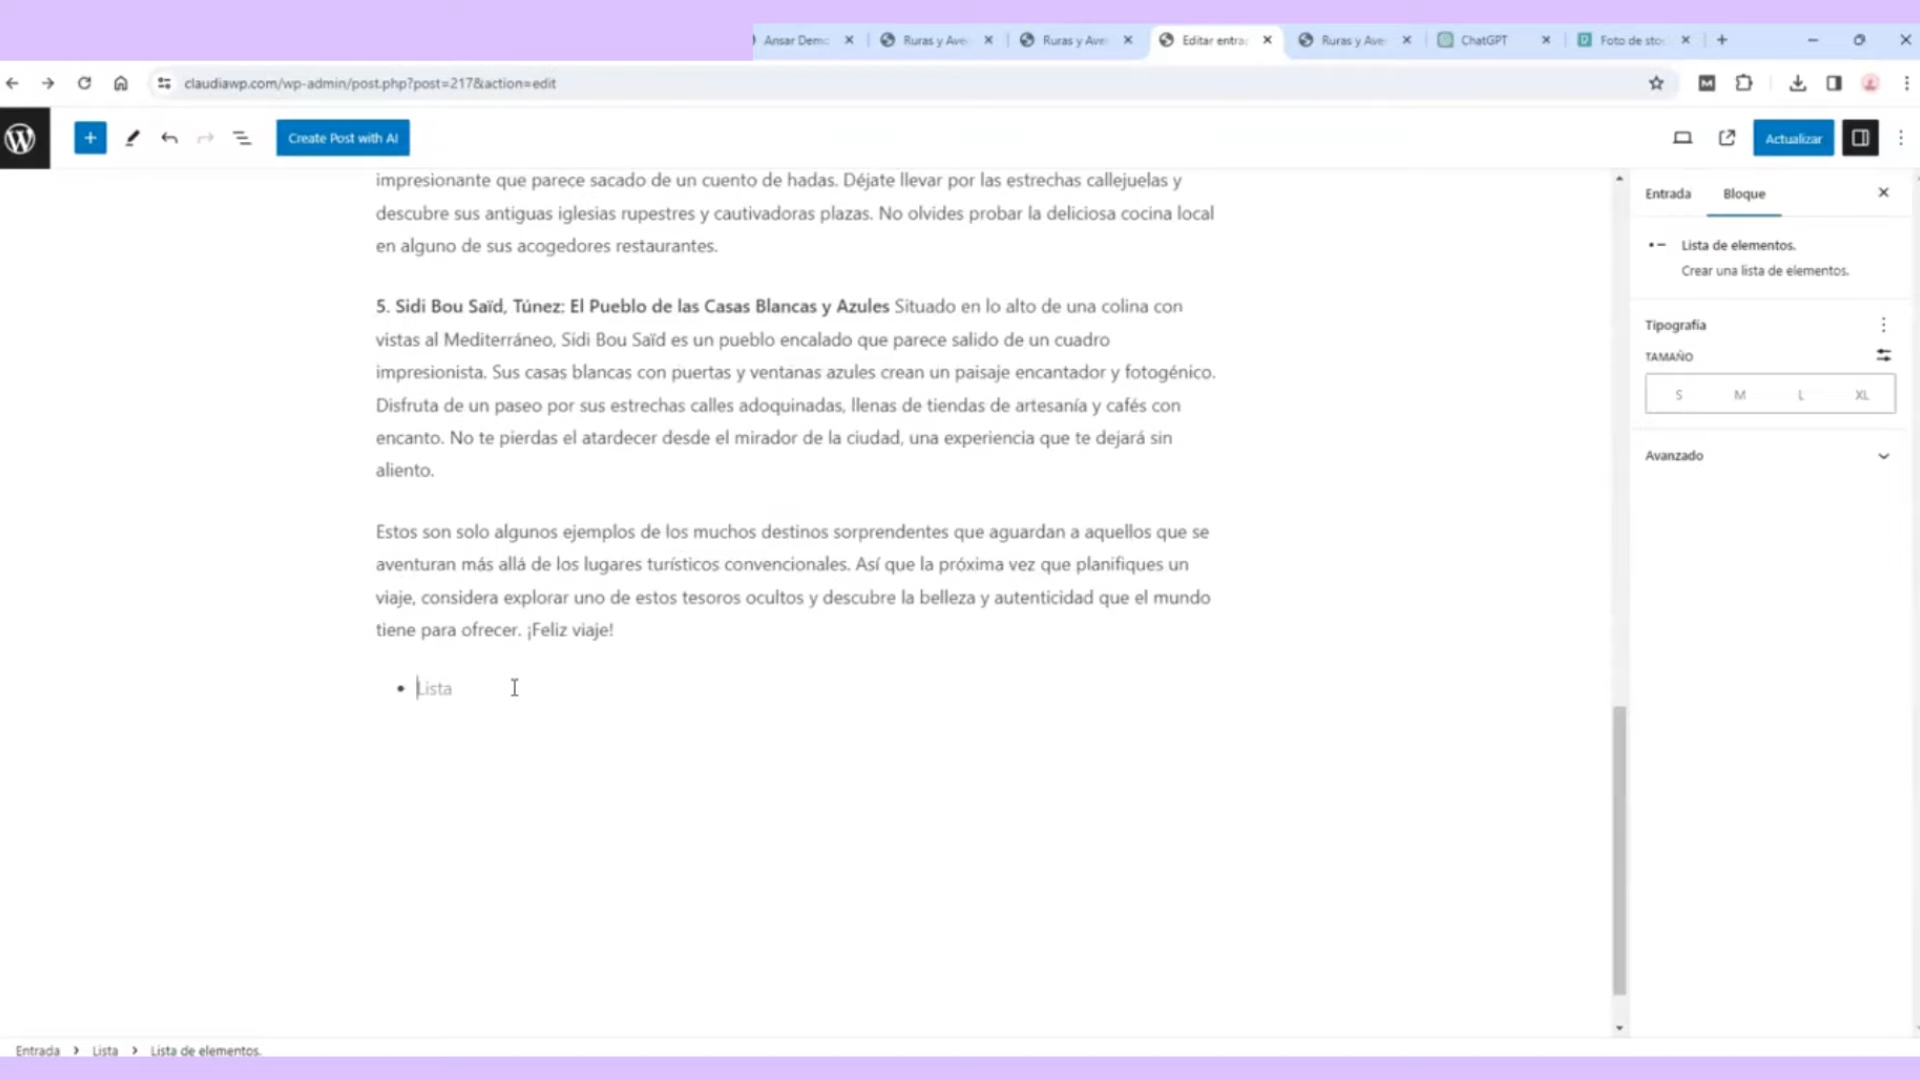 Ansar Demo
Ruras y Ave
Ruras y Ave
Editar entra
Ruras y Ave
ChatGPT
Foto de sto
claudiawp.com/wp-admin/post.php?post=217&action=edit
Create Post with AI
Actualizar
impresionante que parece sacado de un cuento de hadas. Déjate llevar por las estrechas callejuelas y
descubre sus antiguas iglesias rupestres y cautivadoras plazas. No olvides probar la deliciosa cocina local
en alguno de sus acogedores restaurantes.
5. Sidi Bou Saïd, Túnez: El Pueblo de las Casas Blancas y Azules Situado en lo alto de una colina con
vistas al Mediterráneo, Sidi Bou Saïd es un pueblo encalado que parece salido de un cuadro
impresionista. Sus casas blancas con puertas y ventanas azules crean un paisaje encantador y fotogénico.
Disfruta de un paseo por sus estrechas calles adoquinadas, llenas de tiendas de artesanía y cafés con
encanto. No te pierdas el atardecer desde el mirador de la ciudad, una experiencia que te dejará sin
aliento.
Estos son solo algunos ejemplos de los muchos destinos sorprendentes que aguardan a aquellos que se
aventuran más allá de los lugares turísticos convencionales. Así que la próxima vez que planifiques un
viaje, considera explorar uno de estos tesoros ocultos y descubre la belleza y autenticidad que el mundo
tiene para ofrecer. ¡Feliz viaje!
• Lista
Entrada Bloque
Lista de elementos.
Crear una lista de elementos.
Tipografía
TAMAÑO
S M L XL
Avanzado
Entrada > Lista > Lista de elementos.